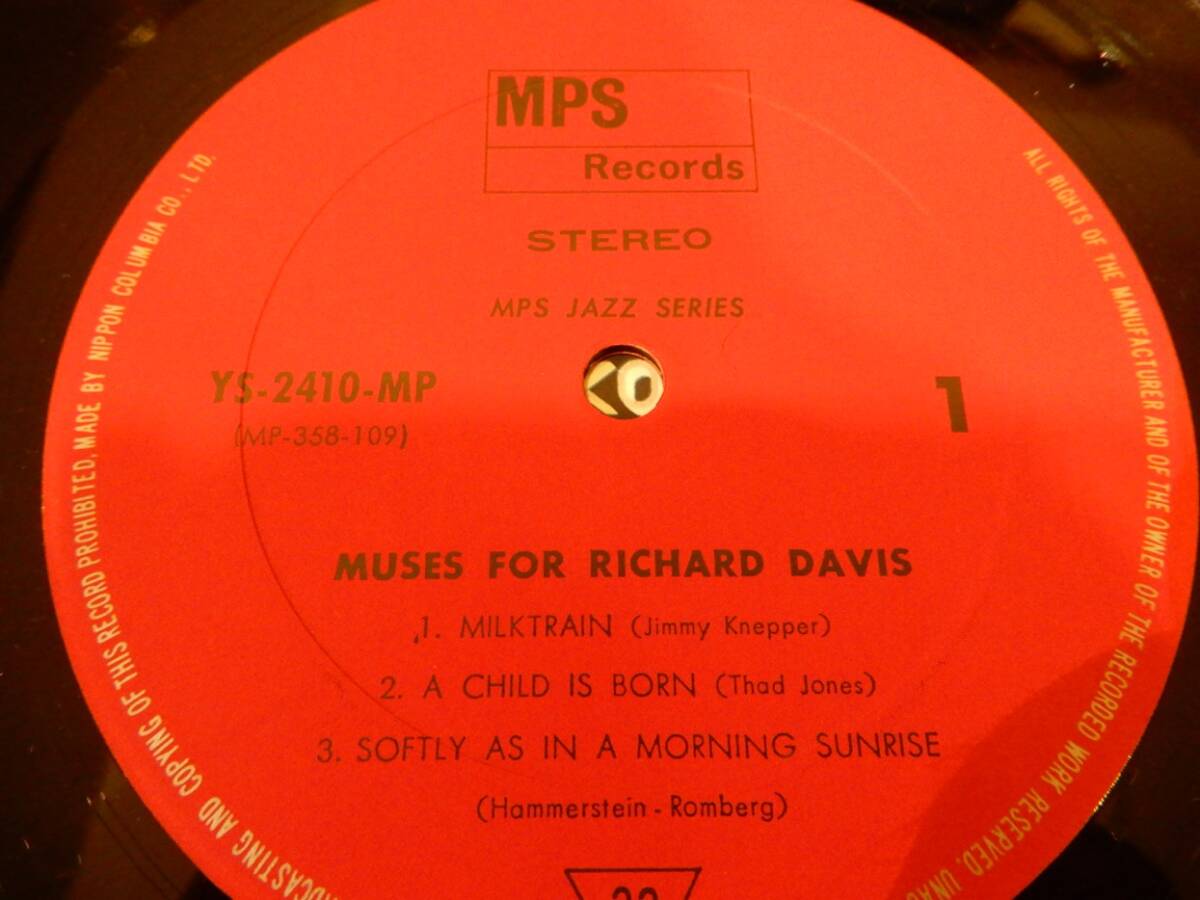 MPS
Records
STEREO
MPS JAZZ SERIES
YS-2410-MP
(MP-358-109)
1
MUSES FOR RICHARD DAVIS
1. MILKTRAIN (Jimmy Knepper)
2. A CHILD IS BORN (Thad Jones)
3. SOFTLY AS IN A MORNING SUNRISE
(Hammerstein - Romberg)
ALL RIGHTS OF THE MANUFACTURER AND OF THE OWNER OF THE RECORDED WORK RESERVED.
AND COPYING OF THIS RECORD PROHIBITED. MADE BY NIPPON COLUMBIA CO., LTD.